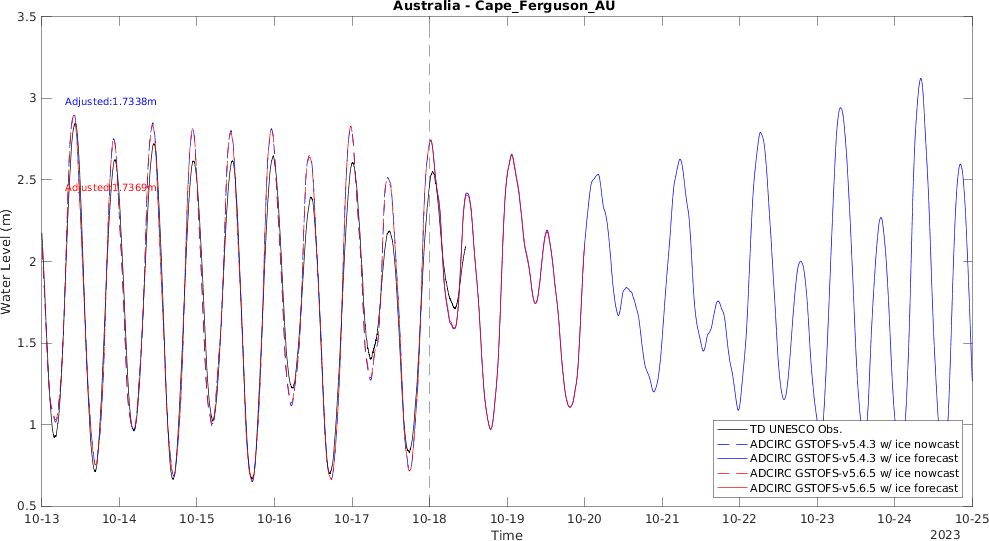 Australia - Cape_Ferguson_AU
3.5
3
2.5
2
1.5
1
0.5
Water Level (m)
Adjusted:1.7338m
Adjusted:1.7369m
TD UNESCO Obs.
ADCIRC GSTOFS-v5.4.3 w/ ice nowcast
ADCIRC GSTOFS-v5.4.3 w/ ice forecast
ADCIRC GSTOFS-v5.6.5 w/ ice nowcast
ADCIRC GSTOFS-v5.6.5 w/ ice forecast
10-13 10-14 10-15 10-16 10-17 10-18 10-19 10-20 10-21 10-22 10-23 10-24 10-25
Time
2023